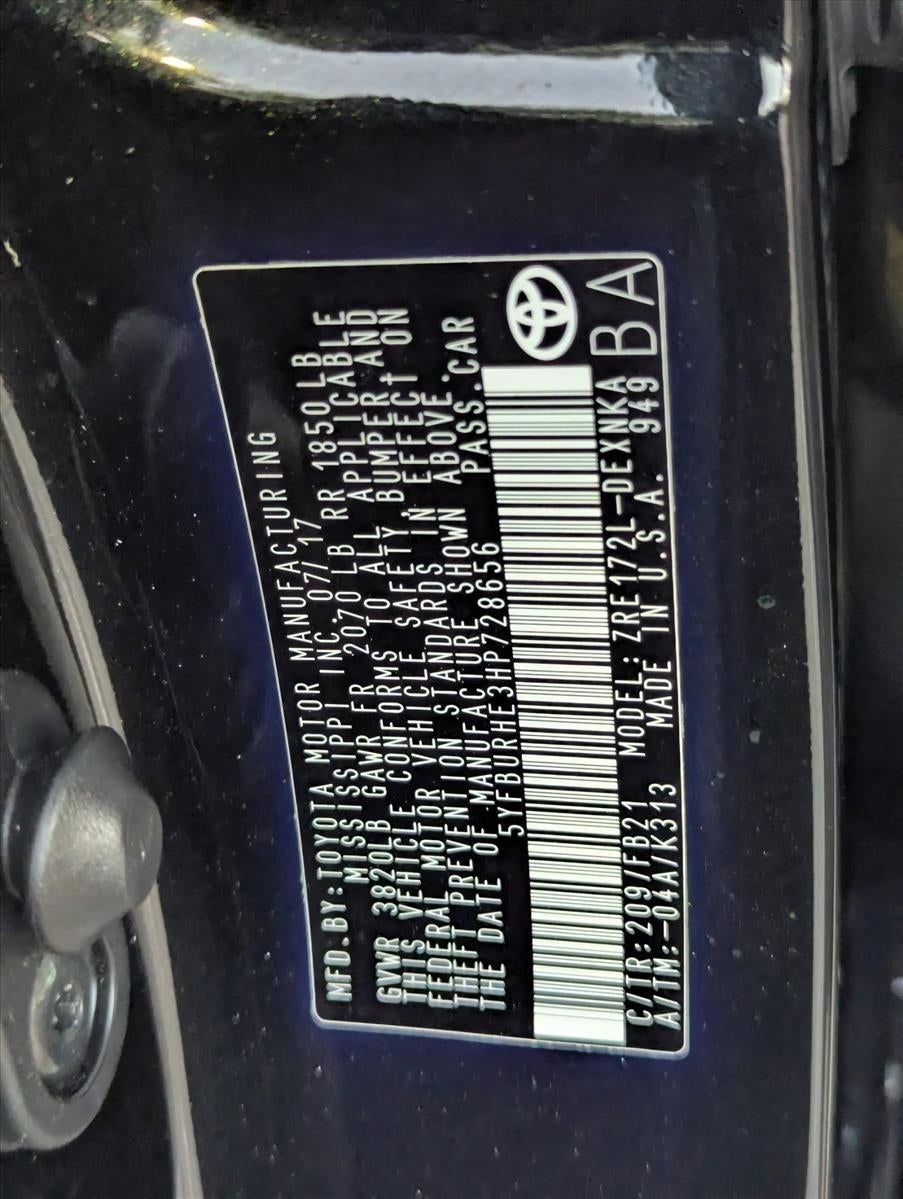 MFD.BY:TOYOTA MOTOR MANUFACTURING
MISSISSIPPI INC. 07/17
GVWR 3820LB GAWR FR 2070LB RR 1850LB
THIS VEHICLE CONFORMS TO ALL APPLICABLE
FEDERAL MOTOR VEHICLE SAFETY, BUMPER, AND
THEFT PREVENTION STANDARDS IN EFFECT ON
THE DATE OF MANUFACTURE SHOWN ABOVE.
5YFBURHE3HP728656 PASS.CAR
C/TR:209/FB21 MODEL:ZRE172L-DEXNKA
A/TM:-04A/K313 MADE IN U.S.A. 949
BA